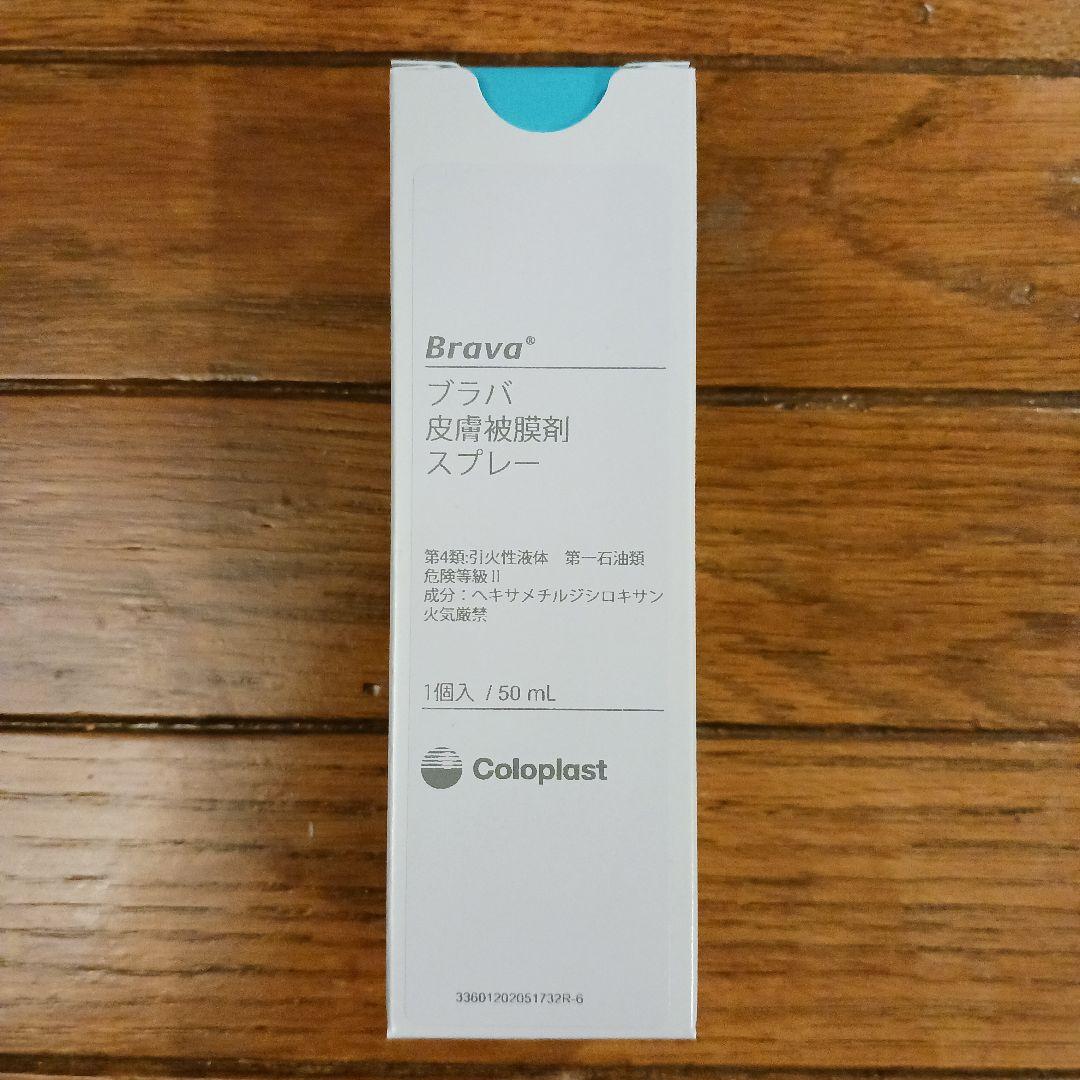 Brava®
ブラバ
皮膚被膜剤
スプレー
第4類:引火性液体　第一石油類
危険等級Ⅱ
成分：ヘキサメチルジシロキサン
火気厳禁
1個入 / 50 mL
Coloplast
33601202051732R-6